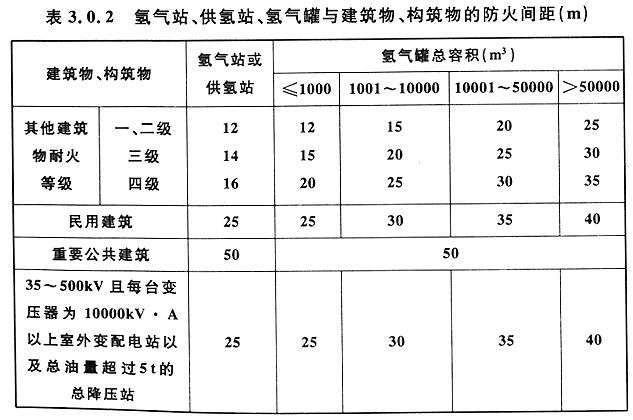 表 3.0.2 氢气站、供氢站、氢气罐与建筑物、构筑物的防火间距(m)
建筑物、构筑物 氢气站或供氢站 氢气罐总容积(m³)
≤1000 1001～10000 10001～50000 >50000
其他建筑物耐火等级 一、二级 12 12 15 20 25
三级 14 15 20 25 30
四级 16 20 25 30 35
民用建筑 25 25 30 35 40
重要公共建筑 50 50
35～500kV 且每台变压器为 10000kV·A 以上室外变配电站以及总油量超过5t的总降压站 25 25 30 35 40